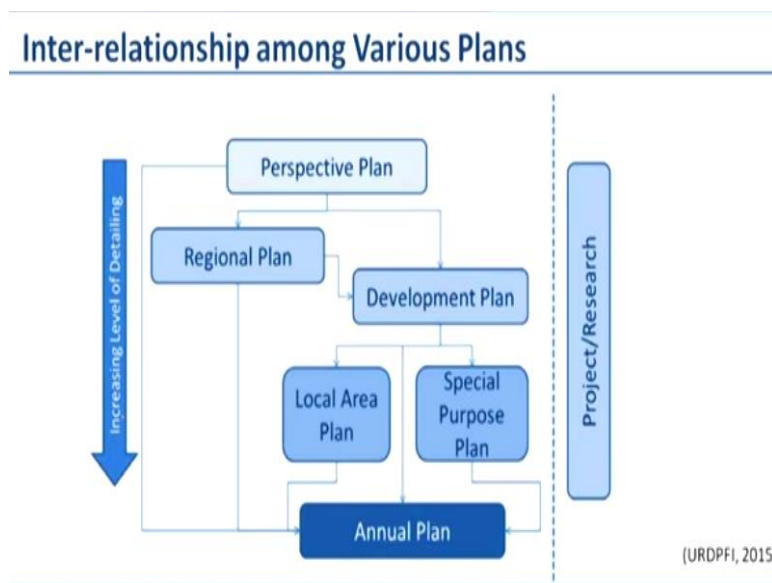 Inter-relationship among Various Plans
Increasing Level of Detailing
Perspective Plan
Regional Plan
Development Plan
Local Area
Plan
Special
Purpose
Plan
Annual Plan
Project/Research
(URDPFI, 2015